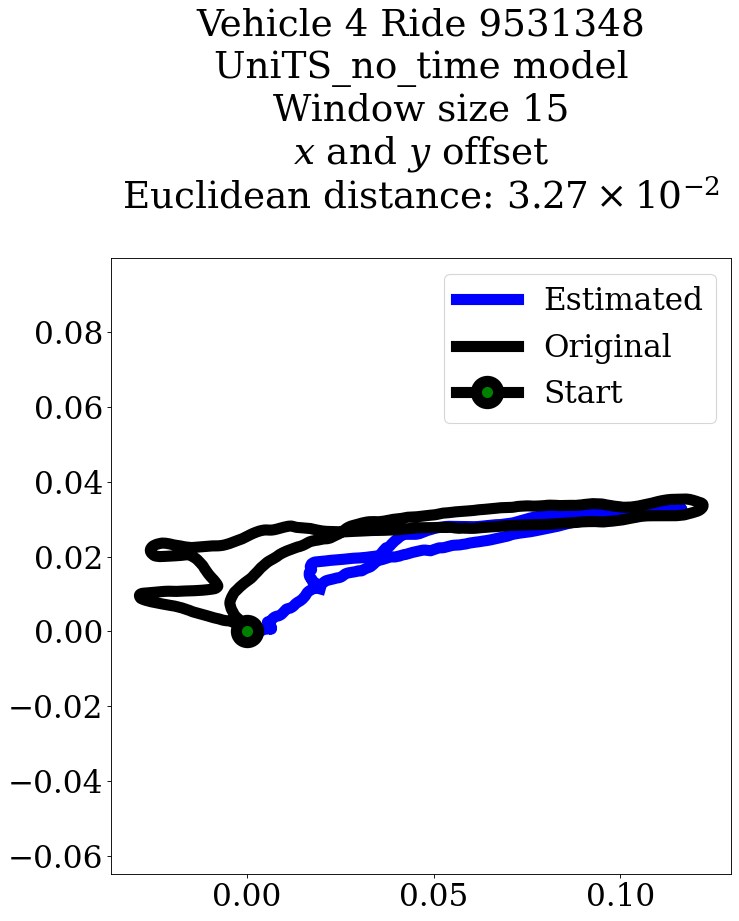 Vehicle 4 Ride 9531348
UniTS_no_time model
Window size 15
x and y offset
Euclidean distance: 3.27 × 10⁻²
Estimated
Original
Start
0.08
0.06
0.04
0.02
0.00
−0.02
−0.04
−0.06
0.00 0.05 0.10